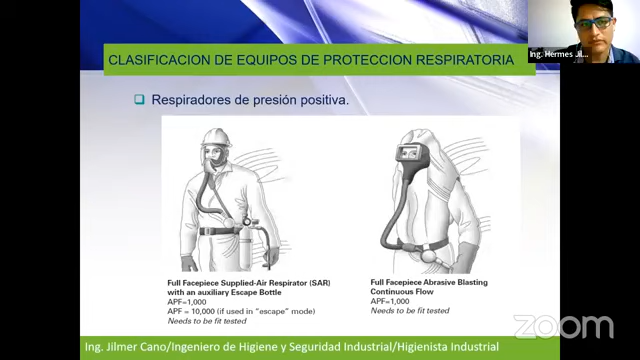 Ing. Hermes Jil...
CLASIFICACION DE EQUIPOS DE PROTECCION RESPIRATORIA
Respiradores de presión positiva.
Full Facepiece Supplied-Air Respirator (SAR)
with an auxiliary Escape Bottle
APF=1,000
APF = 10,000 (if used in "escape" mode)
Needs to be fit tested
Full Facepiece Abrasive Blasting
Continuous Flow
APF=1,000
Needs to be fit tested
zoom
Ing. Jilmer Cano/Ingeniero de Higiene y Seguridad Industrial/Higienista Industrial